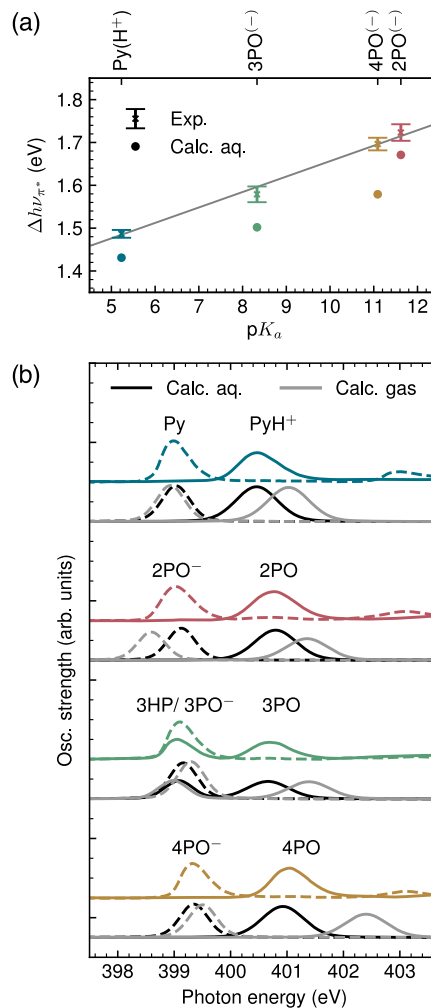 (a)
Py(H⁺)
3PO⁽⁻⁾
4PO⁽⁻⁾
2PO⁽⁻⁾
1.8
1.7
1.6
1.5
1.4
Δhν_π* (eV)
Exp.
Calc. aq.
5 6 7 8 9 10 11 12
pKₐ
(b)
Calc. aq. Calc. gas
Py PyH⁺
2PO⁻ 2PO
3HP/ 3PO⁻ 3PO
4PO⁻ 4PO
Osc. strength (arb. units)
398 399 400 401 402 403
Photon energy (eV)